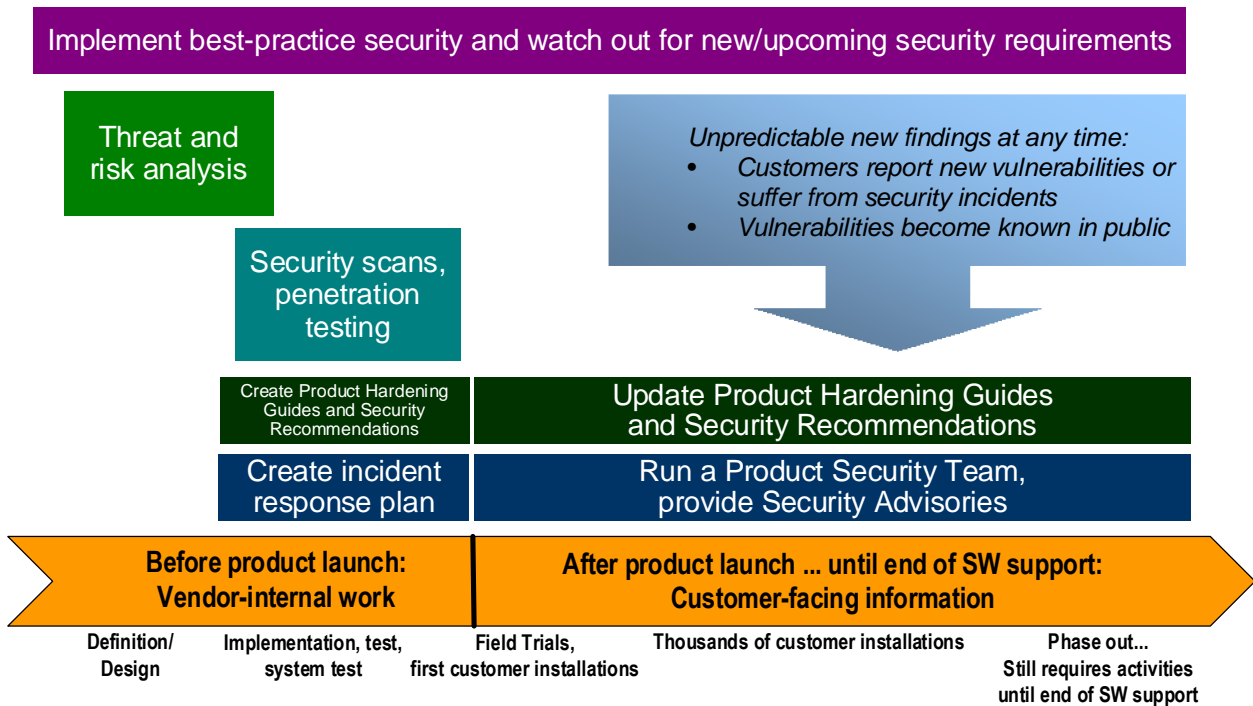 Implement best-practice security and watch out for new/upcoming security requirements
Threat and
risk analysis
Unpredictable new findings at any time:
• Customers report new vulnerabilities or
suffer from security incidents
• Vulnerabilities become known in public
Security scans,
penetration
testing
Create Product Hardening
Guides and Security
Recommendations
Update Product Hardening Guides
and Security Recommendations
Create incident
response plan
Run a Product Security Team,
provide Security Advisories
Before product launch:
Vendor-internal work
After product launch ... until end of SW support:
Customer-facing information
Definition/
Design
Implementation, test,
system test
Field Trials,
first customer installations
Thousands of customer installations
Phase out...
Still requires activities
until end of SW support